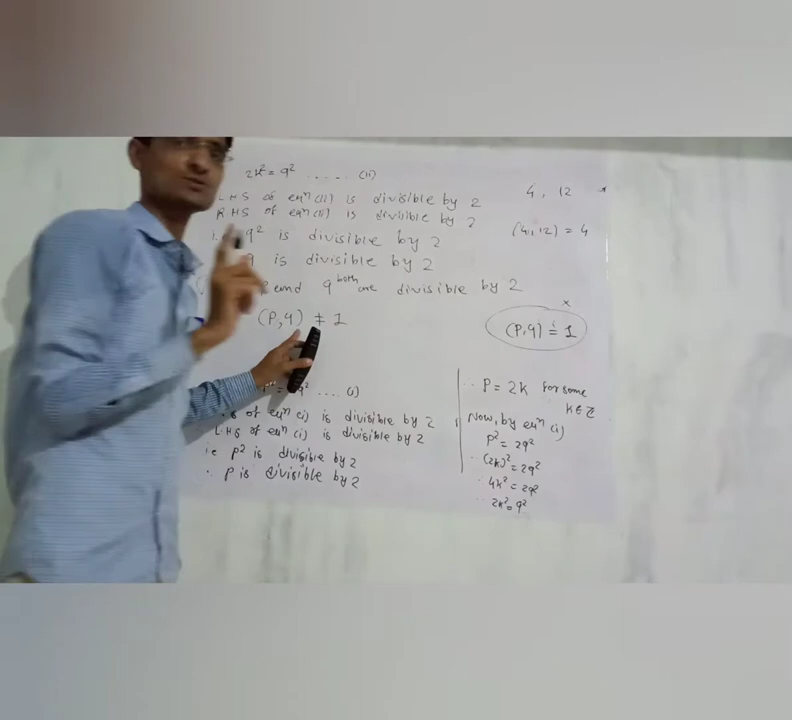 2k² = q² ..... (ii)
LHS of eqⁿ (ii) is divisible by 2
RHS of eqⁿ (ii) is divisible by 2
q² is divisible by 2
q is divisible by 2
and q both are divisible by 2
(P,q) ≠ 1
q² .... (i)
of eqⁿ (i) is divisible by 2
L.H.S of eqⁿ (i) is divisible by 2
i.e p² is divisible by 2
∴ p is divisible by 2
4, 12
(4,12) = 4
x
(P,q) = 1
∴ P = 2k for some
k ∈ Z
Now, by eqⁿ (i)
p² = 2q²
∴ (2k)² = 2q²
∴ 4k² = 2q²
∴ 2k² = q²